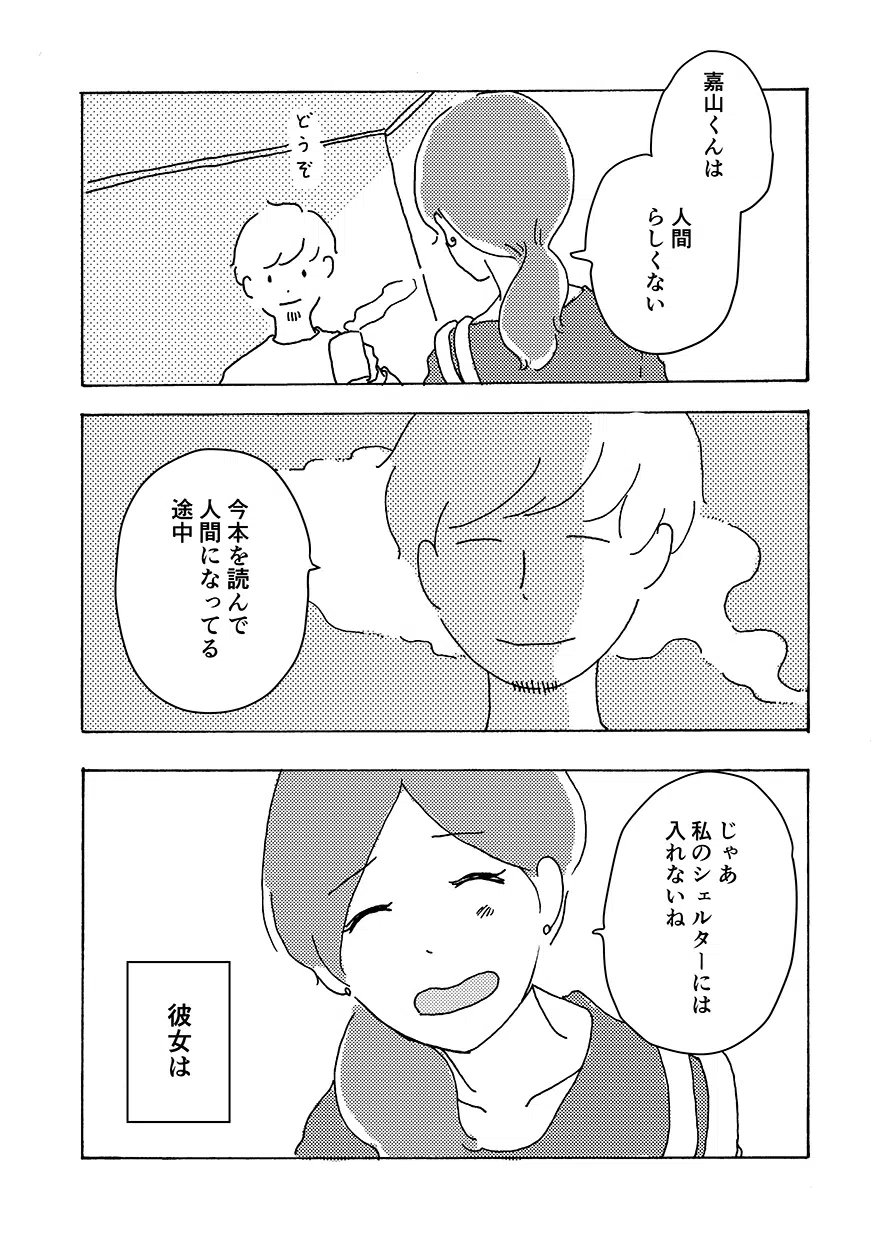 嘉山くんは
人間
らしくない
どうぞ
今本を読んで
人間になってる
途中
じゃあ
私のシェルターには
入れないね
彼女は